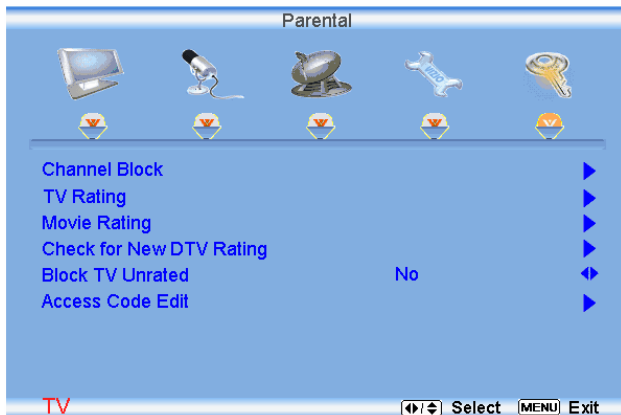 Parental
Channel Block
TV Rating
Movie Rating
Check for New DTV Rating
Block TV Unrated No
Access Code Edit
TV Select MENU Exit